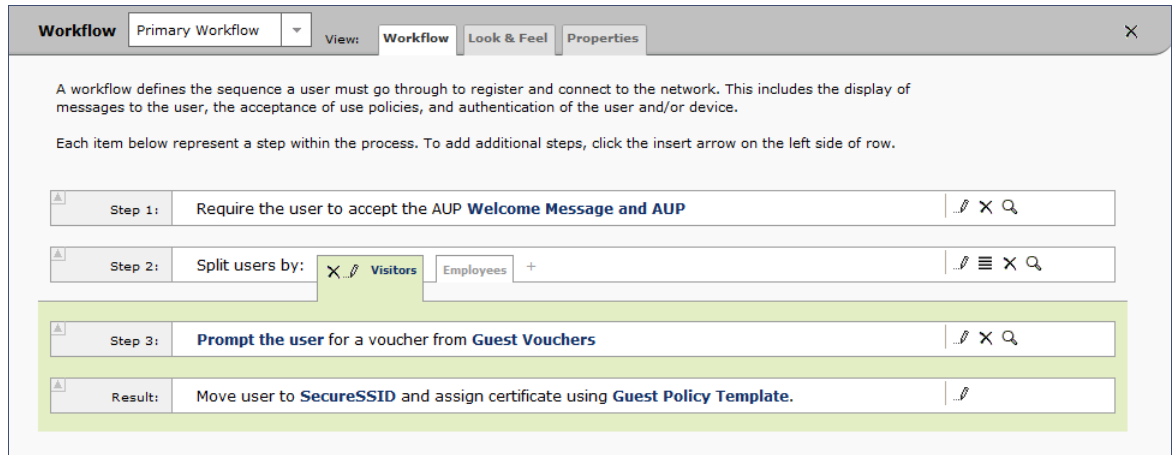 Workflow Primary Workflow View: Workflow Look & Feel Properties
A workflow defines the sequence a user must go through to register and connect to the network. This includes the display of
messages to the user, the acceptance of use policies, and authentication of the user and/or device.
Each item below represent a step within the process. To add additional steps, click the insert arrow on the left side of row.
Step 1: Require the user to accept the AUP Welcome Message and AUP
Step 2: Split users by: Visitors Employees +
Step 3: Prompt the user for a voucher from Guest Vouchers
Result: Move user to SecureSSID and assign certificate using Guest Policy Template.